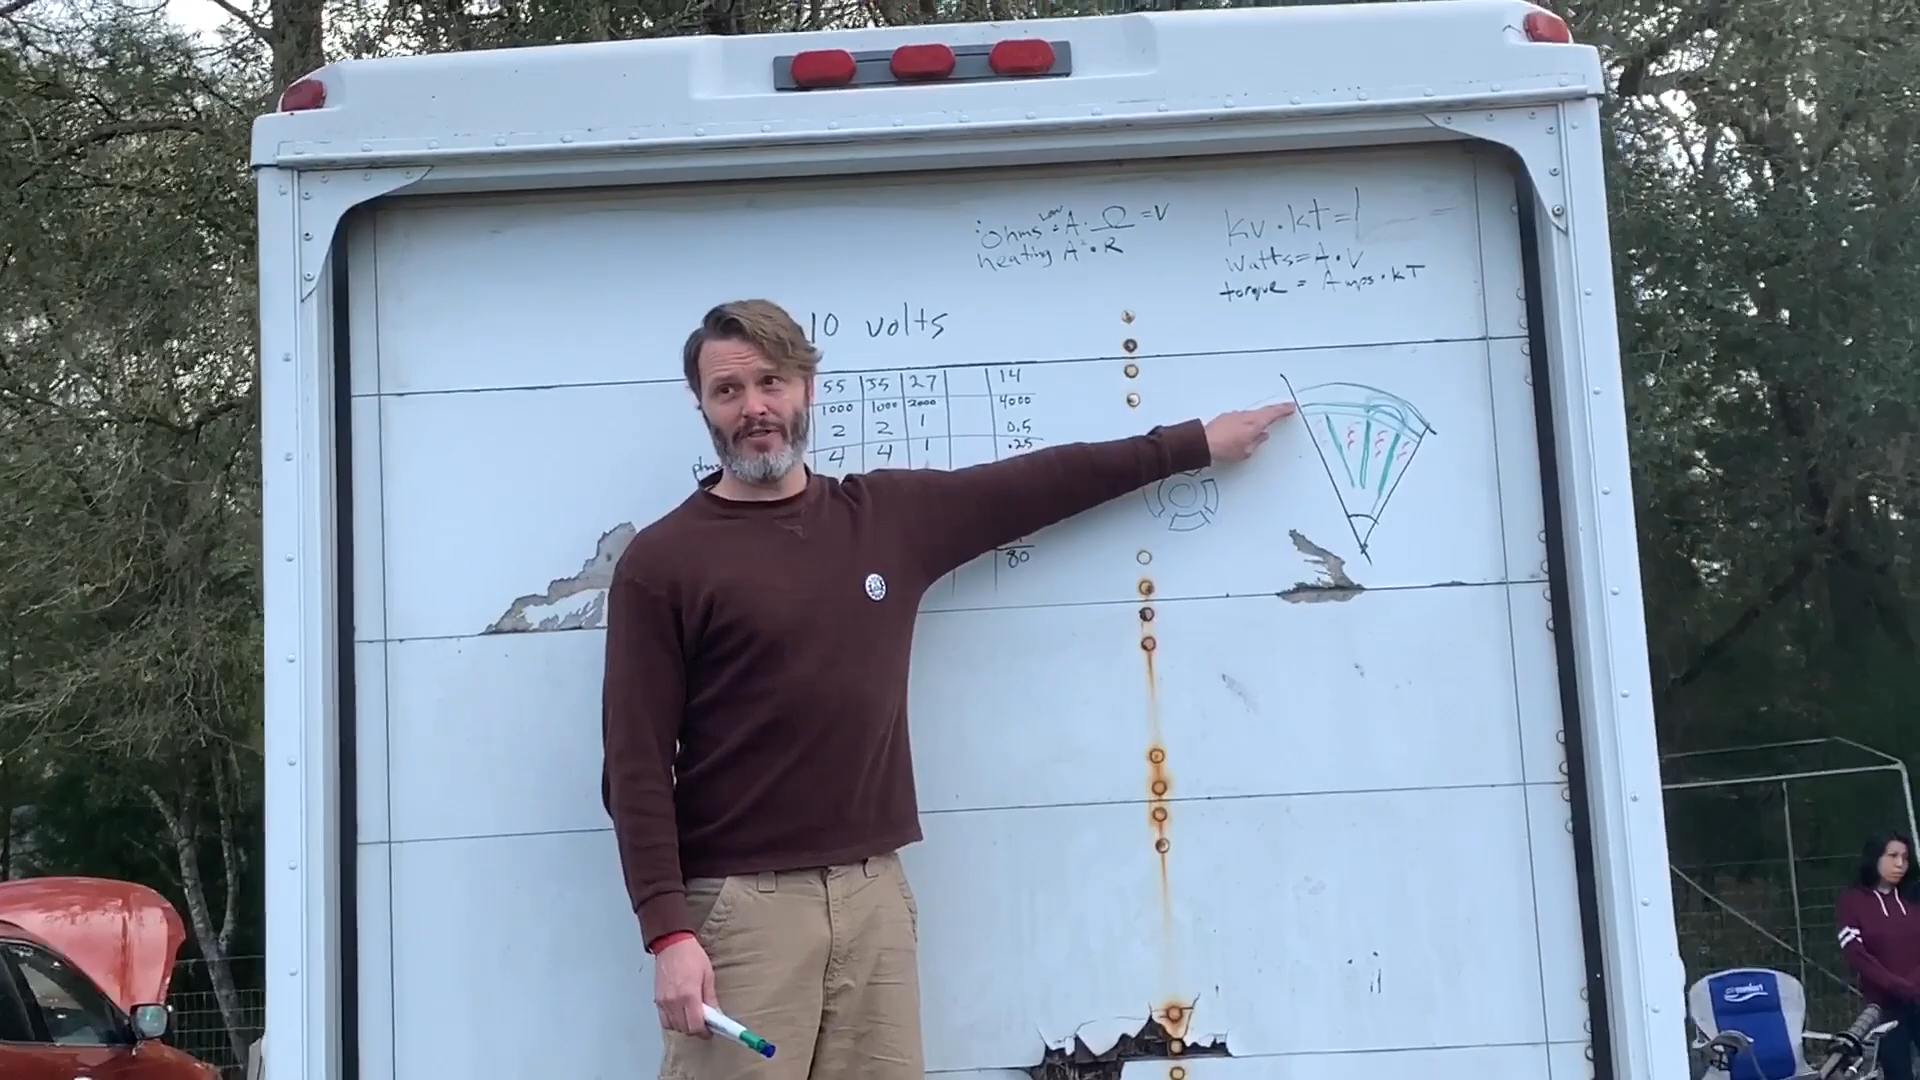 ohms Law = A · Ω = V
heating A² · R
kv · kt = 1
Watts = A · V
torque = Amps · kT
10 volts
55 55 27 14
1000 1000 2000 4000
2 2 1 0.5
4 4 1 .25
80